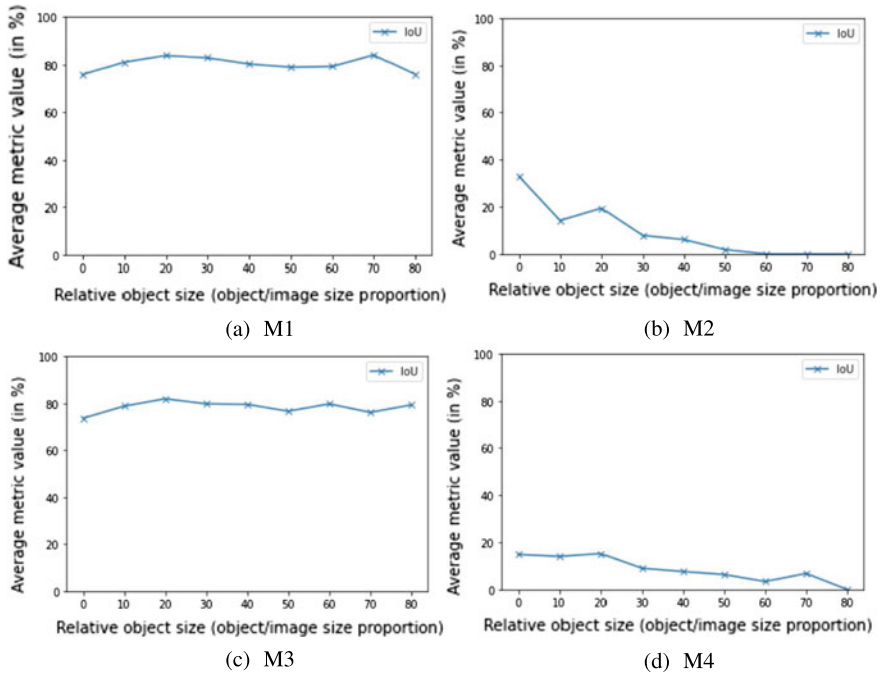 Average metric value (in %)
100
80
60
40
20
0
IoU
0 10 20 30 40 50 60 70 80
Relative object size (object/image size proportion)
(a) M1
Average metric value (in %)
100
80
60
40
20
0
IoU
0 10 20 30 40 50 60 70 80
Relative object size (object/image size proportion)
(b) M2
Average metric value (in %)
100
80
60
40
20
0
IoU
0 10 20 30 40 50 60 70 80
Relative object size (object/image size proportion)
(c) M3
Average metric value (in %)
100
80
60
40
20
0
IoU
0 10 20 30 40 50 60 70 80
Relative object size (object/image size proportion)
(d) M4